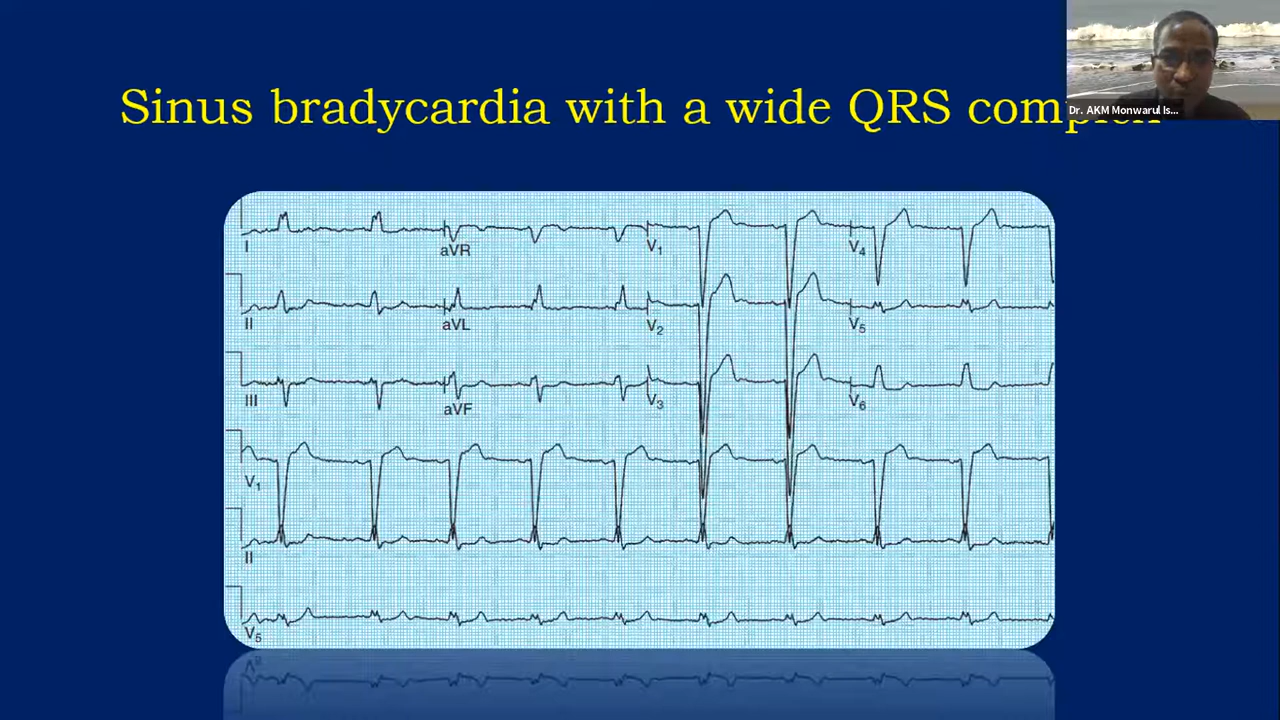 Sinus bradycardia with a wide QRS
Dr. AKM Monwarul Is...
I
aVR
V1
V4
II
aVL
V2
V5
III
aVF
V3
V6
V1
II
V5